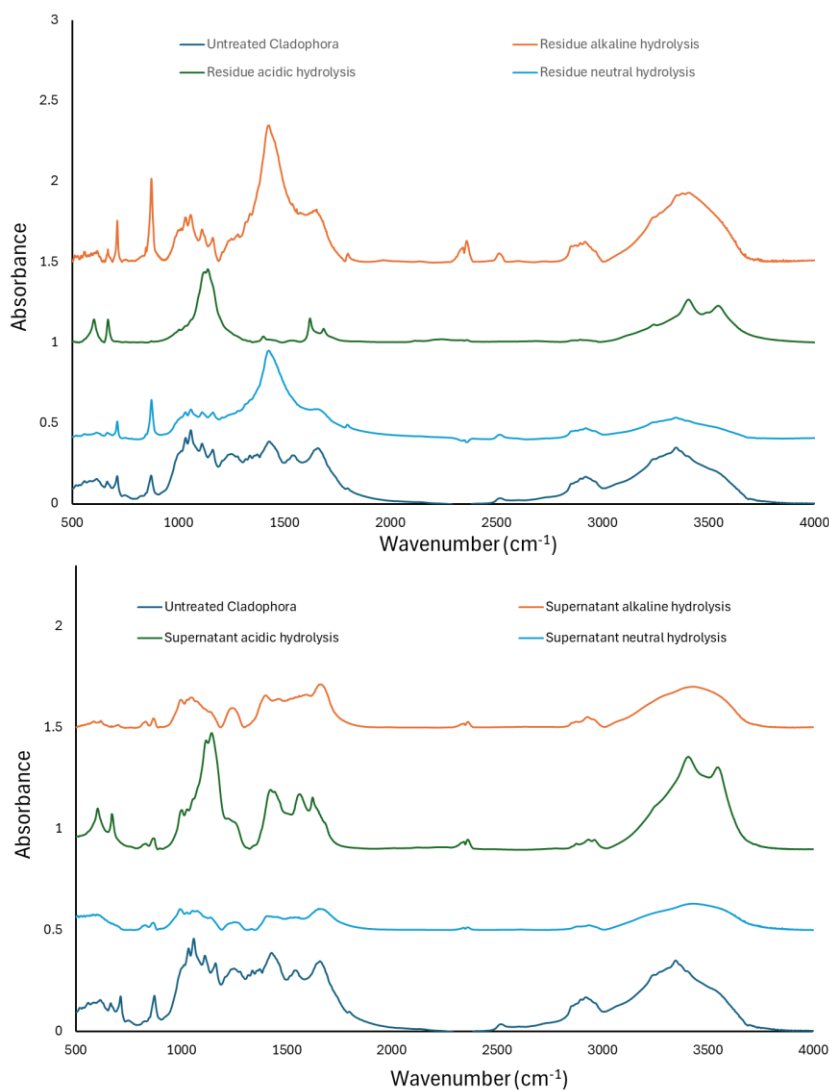 3
Untreated Cladophora Residue alkaline hydrolysis
Residue acidic hydrolysis Residue neutral hydrolysis
2.5
2
Absorbance
1.5
1
0.5
0
500 1000 1500 2000 2500 3000 3500 4000
Wavenumber (cm⁻¹)
Untreated Cladophora Supernatant alkaline hydrolysis
2
Supernatant acidic hydrolysis Supernatant neutral hydrolysis
1.5
Absorbance
1
0.5
0
500 1000 1500 2000 2500 3000 3500 4000
Wavenumber (cm⁻¹)